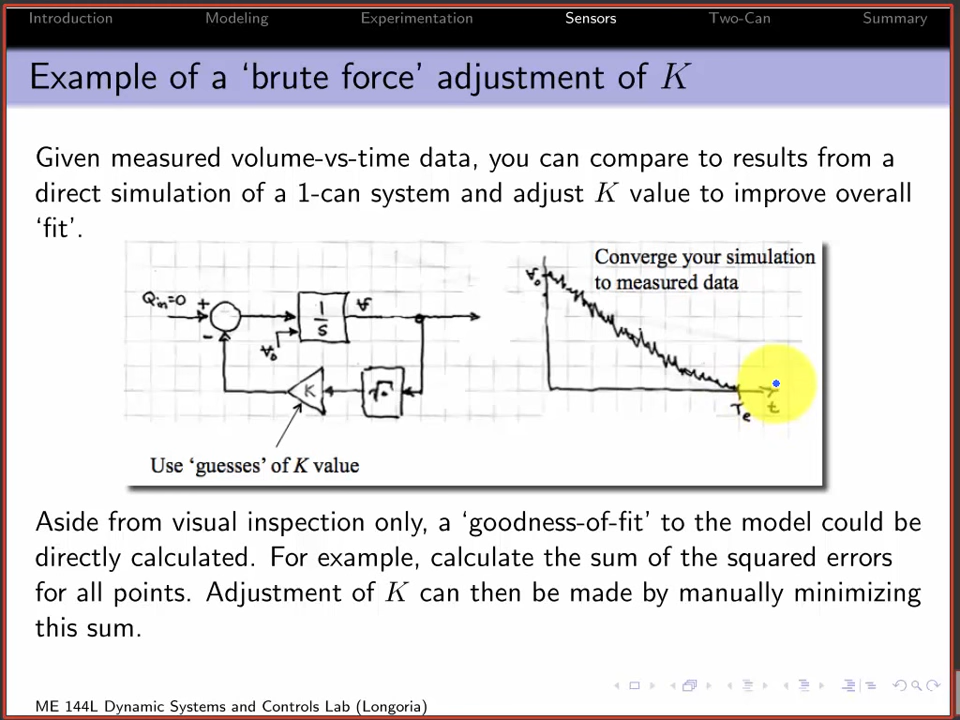 Introduction Modeling Experimentation Sensors Two-Can Summary
Example of a ‘brute force’ adjustment of K
Given measured volume-vs-time data, you can compare to results from a
direct simulation of a 1-can system and adjust K value to improve overall
‘fit’.
Converge your simulation
to measured data
Qin=0 + 1/s V
- V0
K √•
V0
Te t
Use ‘guesses’ of K value
Aside from visual inspection only, a ‘goodness-of-fit’ to the model could be
directly calculated. For example, calculate the sum of the squared errors
for all points. Adjustment of K can then be made by manually minimizing
this sum.
ME 144L Dynamic Systems and Controls Lab (Longoria)